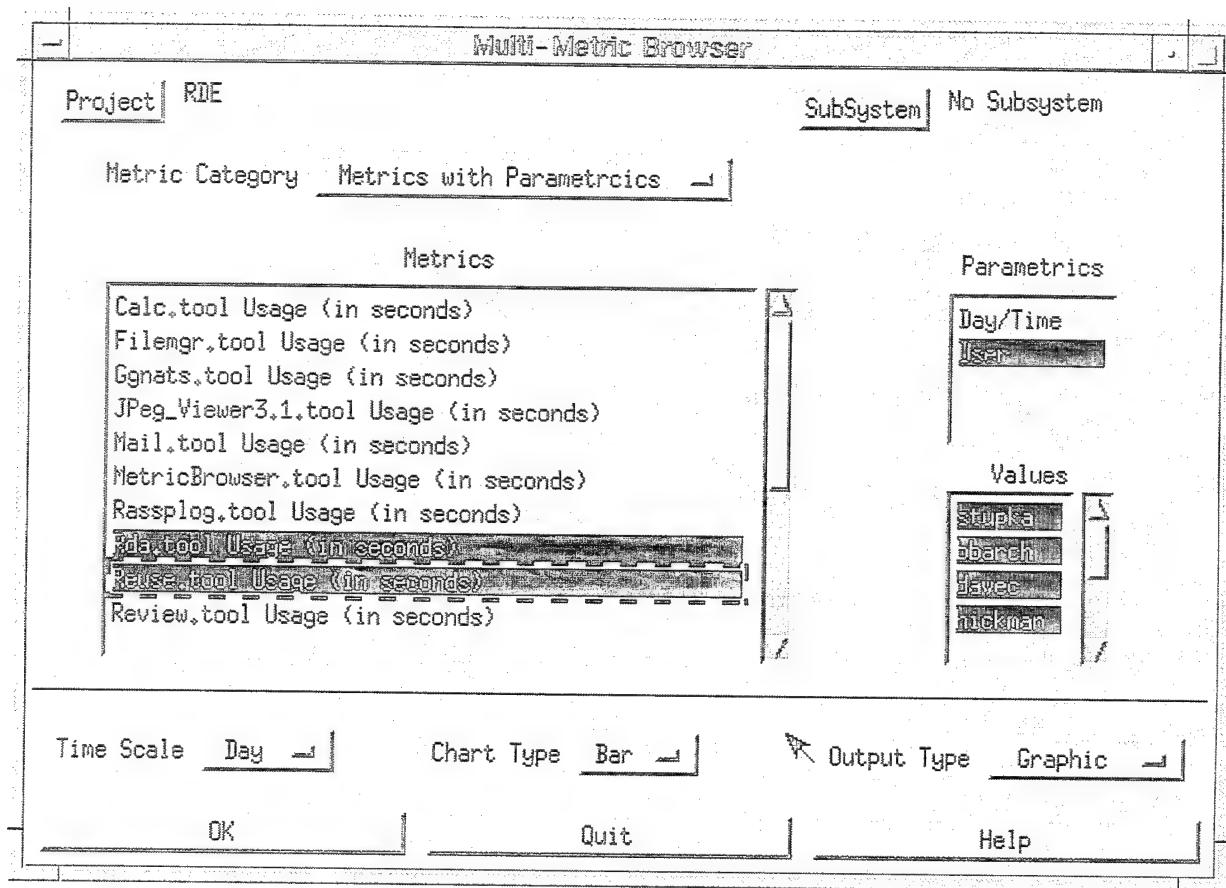 Multi-Metric Browser
Project RDE SubSystem No Subsystem
Metric Category Metrics with Parametrcics
Metrics
Calc.tool Usage (in seconds)
Filemgr.tool Usage (in seconds)
Ggnats.tool Usage (in seconds)
JPeg_Viewer3.1.tool Usage (in seconds)
Mail.tool Usage (in seconds)
MetricBrowser.tool Usage (in seconds)
Rassplog.tool Usage (in seconds)
Rda.tool Usage (in seconds)
Reuse.tool Usage (in seconds)
Review.tool Usage (in seconds)
Parametrics
Day/Time
User
Values
stupka
bbarch
davec
hickman
Time Scale Day Chart Type Bar Output Type Graphic
OK Quit Help